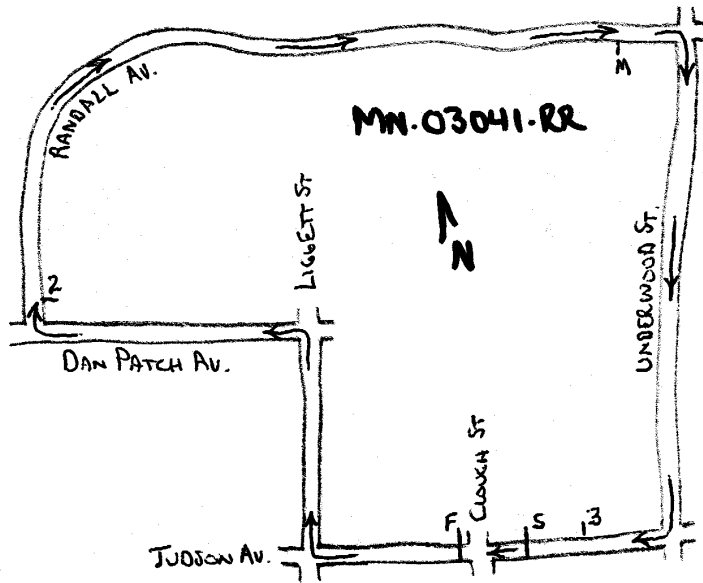 RANDALL AV.
M
MN.03041.RR
LIGGETT ST
N
UNDERWOOD ST.
2
DAN PATCH AV.
CLOUGH ST
F
S
3
JUDSON AV.